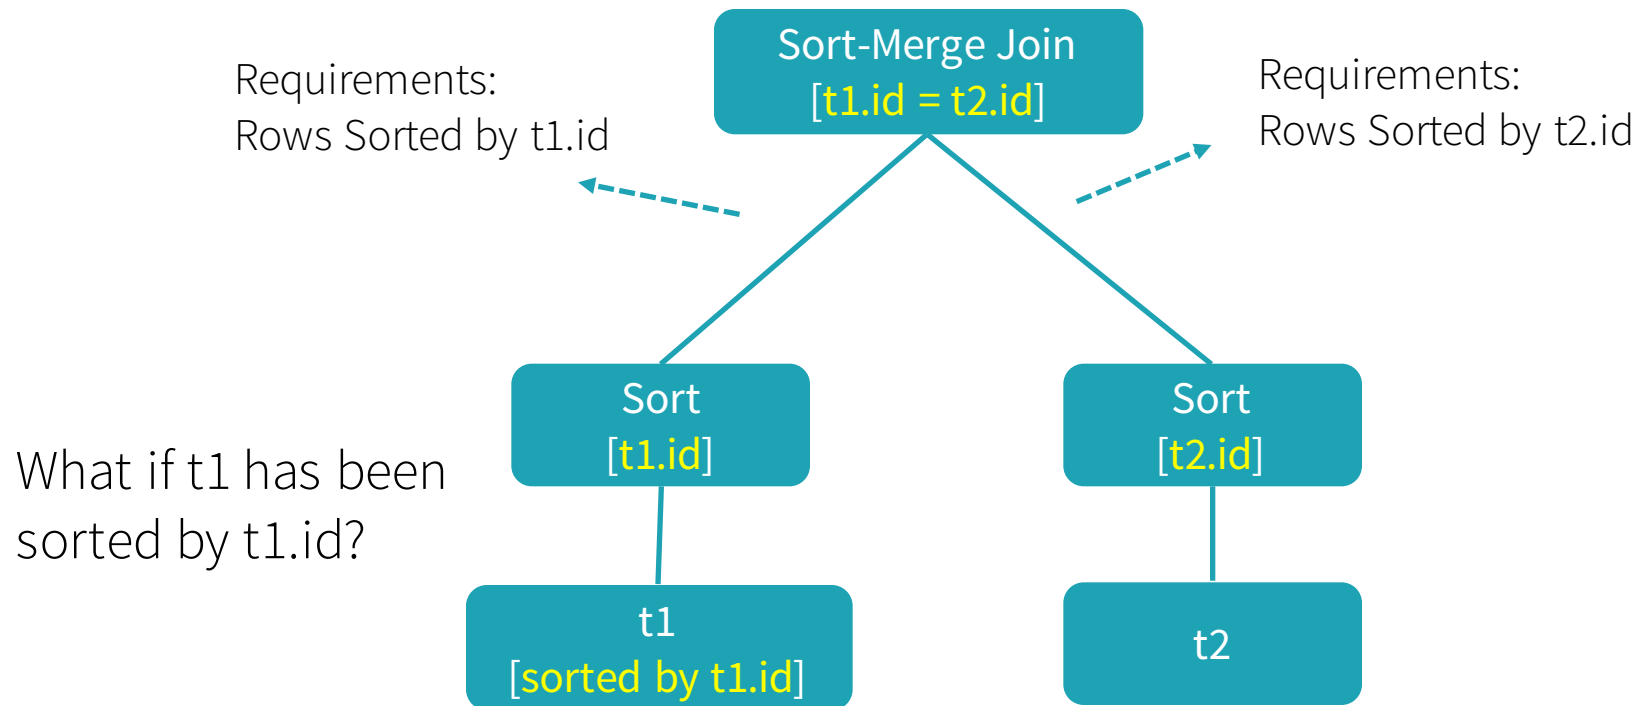 Sort-Merge Join
[t1.id = t2.id]
Requirements:
Rows Sorted by t1.id
Requirements:
Rows Sorted by t2.id
Sort
[t1.id]
Sort
[t2.id]
What if t1 has been
sorted by t1.id?
t1
[sorted by t1.id]
t2